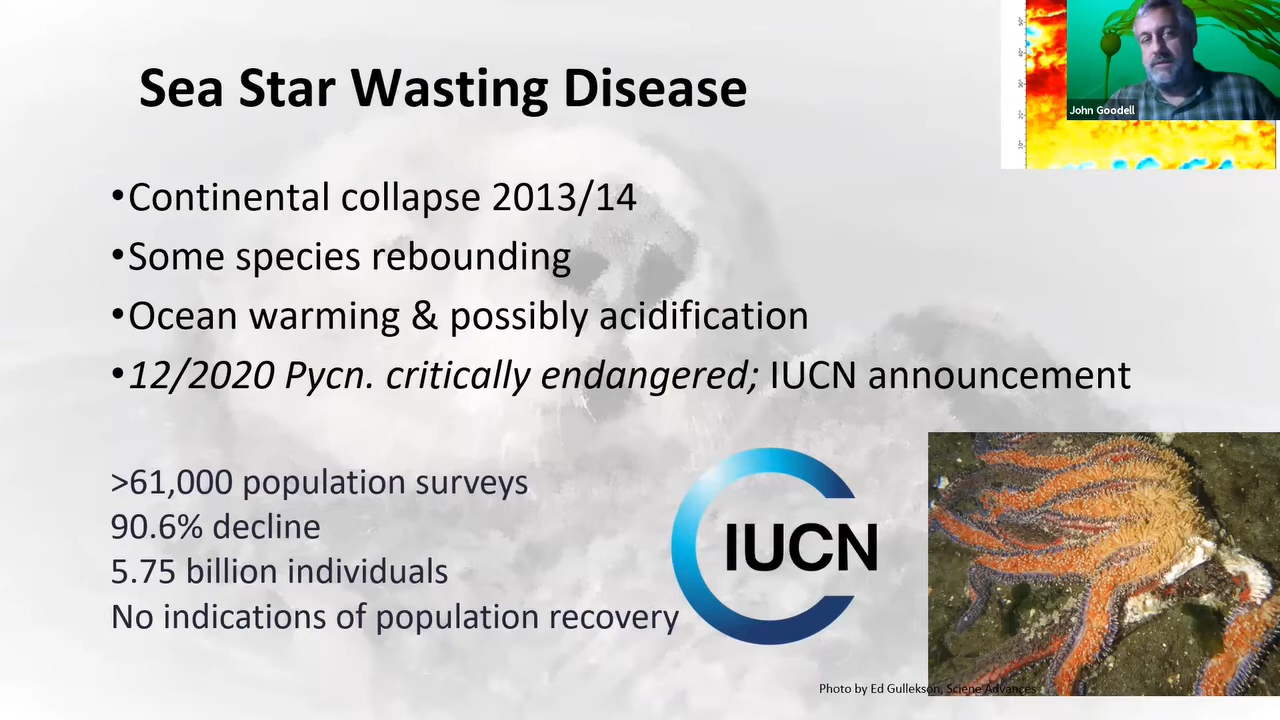 Sea Star Wasting Disease
John Goodell
•Continental collapse 2013/14
•Some species rebounding
•Ocean warming & possibly acidification
•12/2020 Pycn. critically endangered; IUCN announcement
>61,000 population surveys
90.6% decline
5.75 billion individuals
No indications of population recovery
IUCN
Photo by Ed Gullekson, Sciene Advances